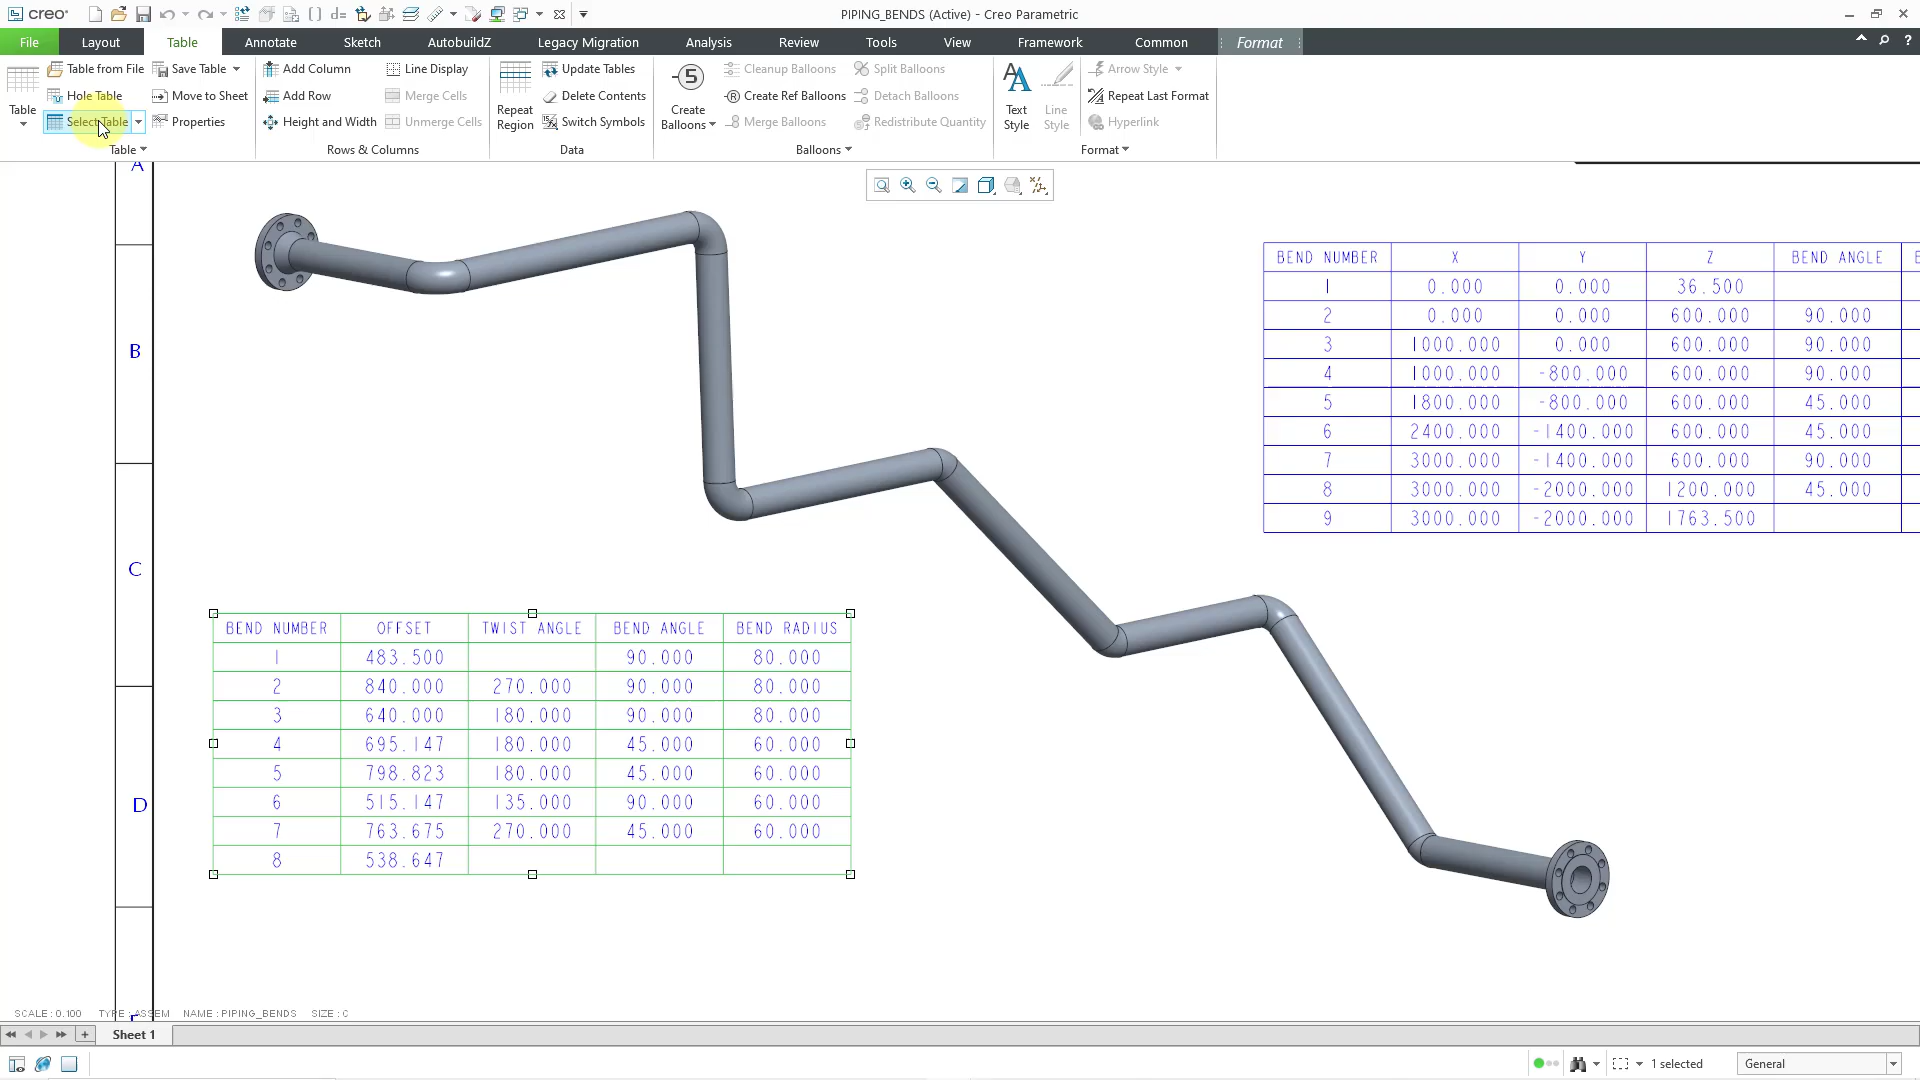 creo
PIPING_BENDS (Active) - Creo Parametric
File Layout Table Annotate Sketch AutobuildZ Legacy Migration Analysis Review Tools View Framework Common Format
Table
Table from File
Hole Table
Select Table
Save Table
Move to Sheet
Properties
Table
Add Column
Add Row
Height and Width
Line Display
Merge Cells
Unmerge Cells
Rows & Columns
Repeat Region
Update Tables
Delete Contents
Switch Symbols
Data
5
Create Balloons
Cleanup Balloons
Create Ref Balloons
Merge Balloons
Split Balloons
Detach Balloons
Redistribute Quantity
Balloons
Text Style
Line Style
Arrow Style
Repeat Last Format
Hyperlink
Format
A
B
C
D
BEND NUMBER X Y Z BEND ANGLE
1 0.000 0.000 36.500
2 0.000 0.000 600.000 90.000
3 1000.000 0.000 600.000 90.000
4 1000.000 -800.000 600.000 90.000
5 1800.000 -800.000 600.000 45.000
6 2400.000 -1400.000 600.000 45.000
7 3000.000 -1400.000 600.000 90.000
8 3000.000 -2000.000 1200.000 45.000
9 3000.000 -2000.000 1763.500
BEND NUMBER OFFSET TWIST ANGLE BEND ANGLE BEND RADIUS
1 483.500 90.000 80.000
2 840.000 270.000 90.000 80.000
3 640.000 180.000 90.000 80.000
4 695.147 180.000 45.000 60.000
5 798.823 180.000 45.000 60.000
6 515.147 135.000 90.000 60.000
7 763.675 270.000 45.000 60.000
8 538.647
SCALE : 0.100 TYPE : ASSEM NAME : PIPING_BENDS SIZE : C
Sheet 1
1 selected
General